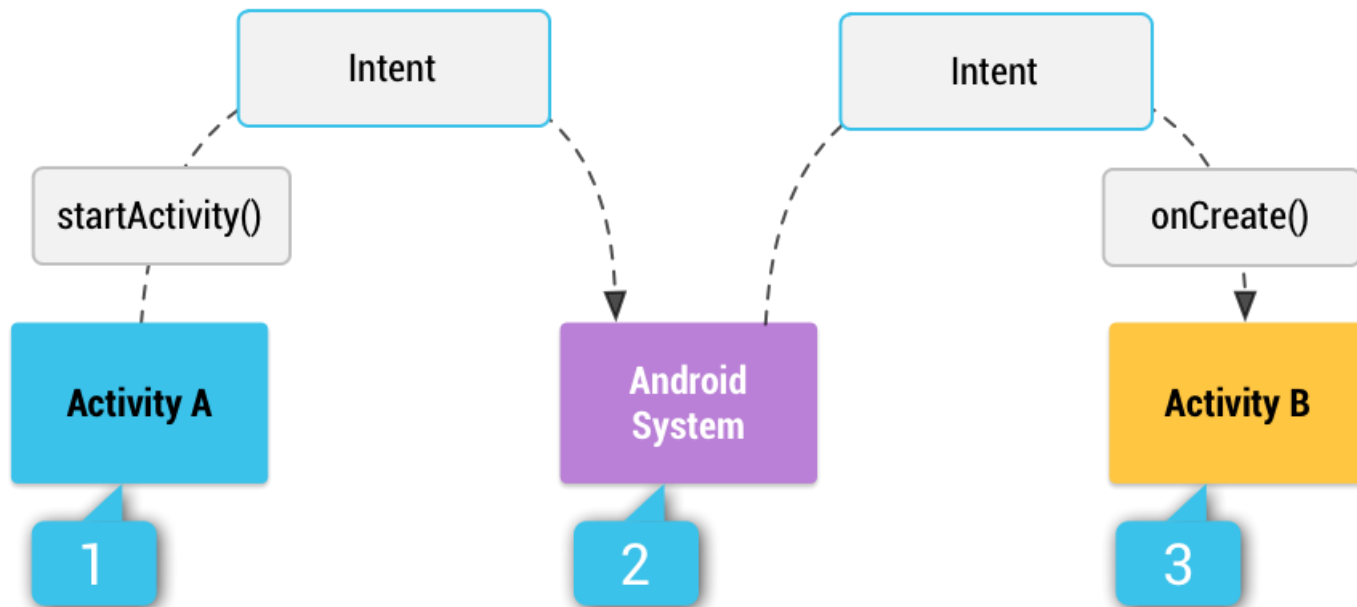 Intent
Intent
startActivity()
onCreate()
Activity A
Android
System
Activity B
1
2
3